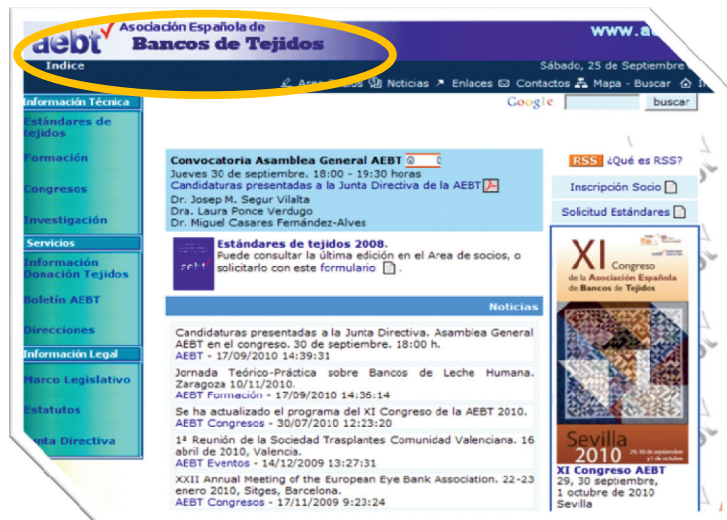 aebt Asociación Española de
Bancos de Tejidos
www.a
Indice
Sábado, 25 de Septiembre
Area Socios Noticias Enlaces Contactos Mapa - Buscar
Información Técnica
Estándares de
tejidos
Formación
Congresos
Investigación
Servicios
Información
Donación Tejidos
Boletín AEBT
Direcciones
Información Legal
Marco Legislativo
Estatutos
Junta Directiva
Google buscar
Convocatoria Asamblea General AEBT
Jueves 30 de septiembre. 18:00 - 19:30 horas
Candidaturas presentadas a la Junta Directiva de la AEBT
Dr. Josep M. Segur Vilalta
Dra. Laura Ponce Verdugo
Dr. Miguel Casares Fernández-Alves
aebt
Estándares de tejidos 2008.
Puede consultar la última edición en el Area de socios, o
solicitarlo con este formulario .
Noticias
Candidaturas presentadas a la Junta Directiva. Asamblea General
AEBT en el congreso. 30 de septiembre. 18:00 h.
AEBT - 17/09/2010 14:39:31
Jornada Teórico-Práctica sobre Bancos de Leche Humana.
Zaragoza 10/11/2010.
AEBT Formación - 17/09/2010 14:36:14
Se ha actualizado el programa del XI Congreso de la AEBT 2010.
AEBT Congresos - 30/07/2010 12:23:20
1ª Reunión de la Sociedad Trasplantes Comunidad Valenciana. 16
abril de 2010, Valencia.
AEBT Eventos - 14/12/2009 13:27:31
XXII Annual Meeting of the European Eye Bank Association. 22-23
enero 2010, Sitges, Barcelona.
AEBT Congresos - 17/11/2009 9:23:24
RSS ¿Qué es RSS?
Inscripción Socio
Solicitud Estándares
XI Congreso
de la Asociación Española
de Bancos de Tejidos
Sevilla
2010 29, 30 de septiembre
y 1 de octubre
XI Congreso AEBT
29, 30 septiembre,
1 octubre de 2010
Sevilla